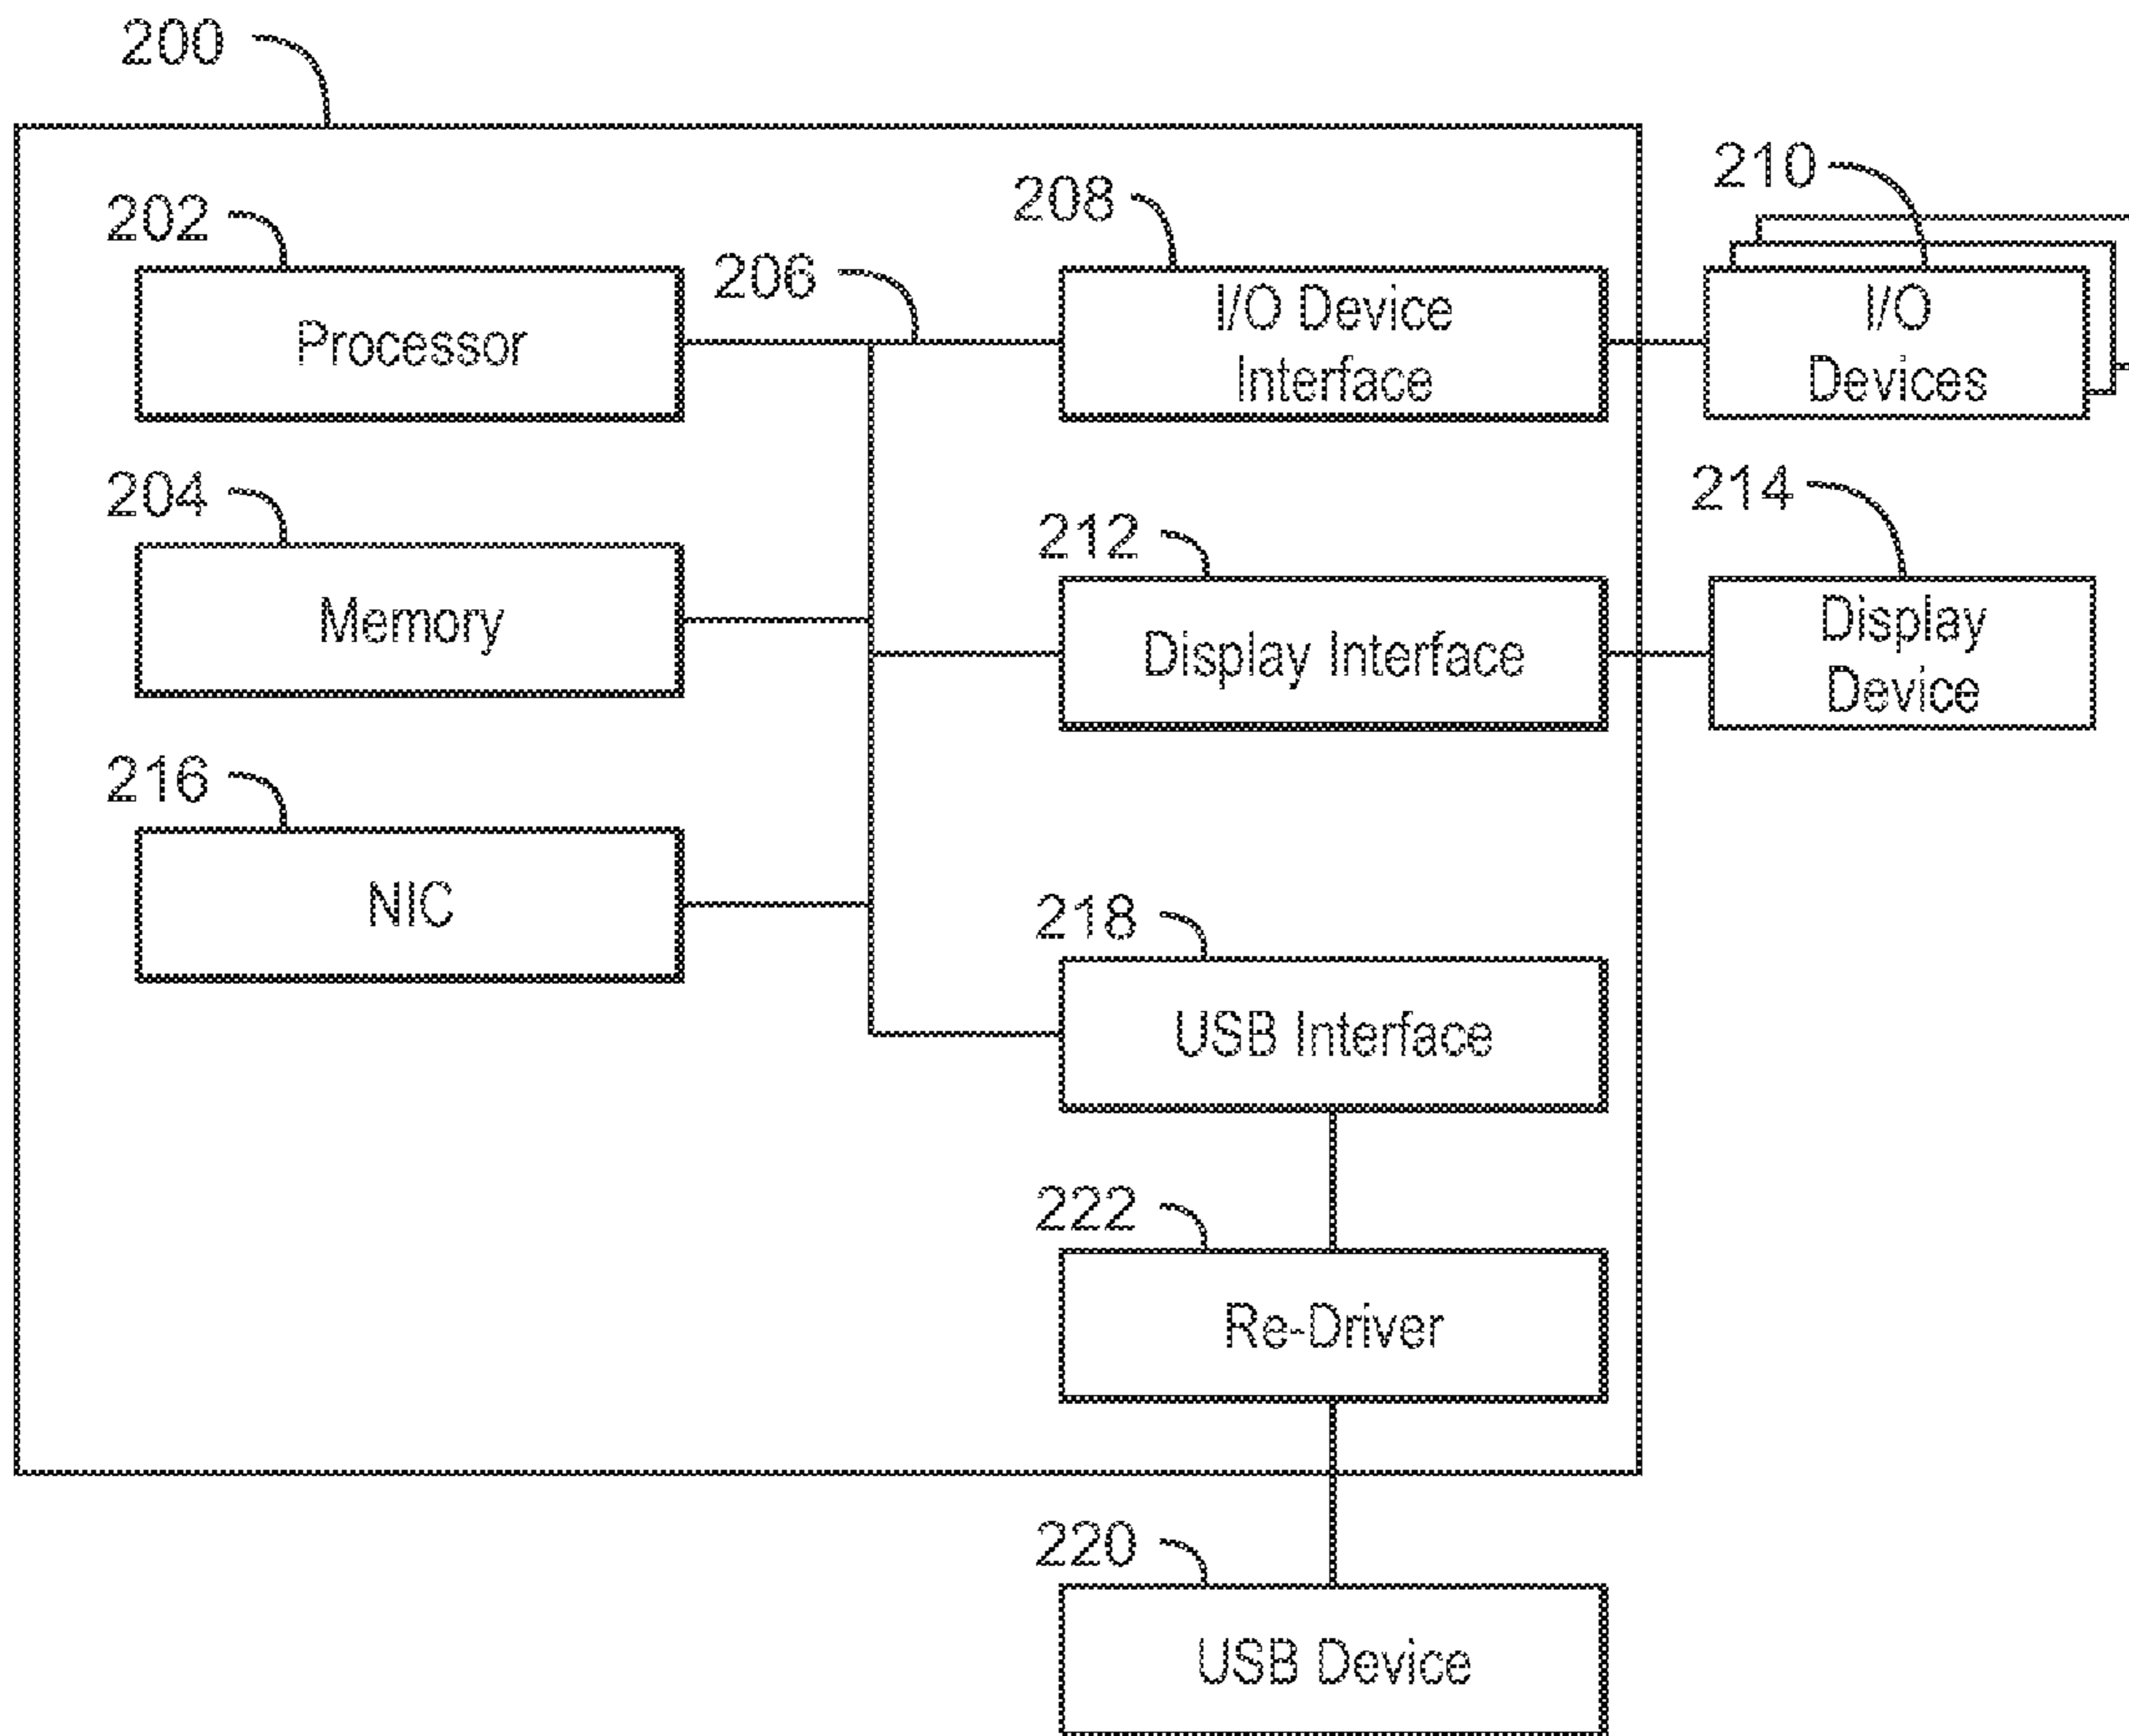 200
202
Processor
206
208
I/O Device
Interface
210
I/O
Devices
204
Memory
212
Display Interface
214
Display
Device
216
NIC
218
USB Interface
222
Re-Driver
220
USB Device